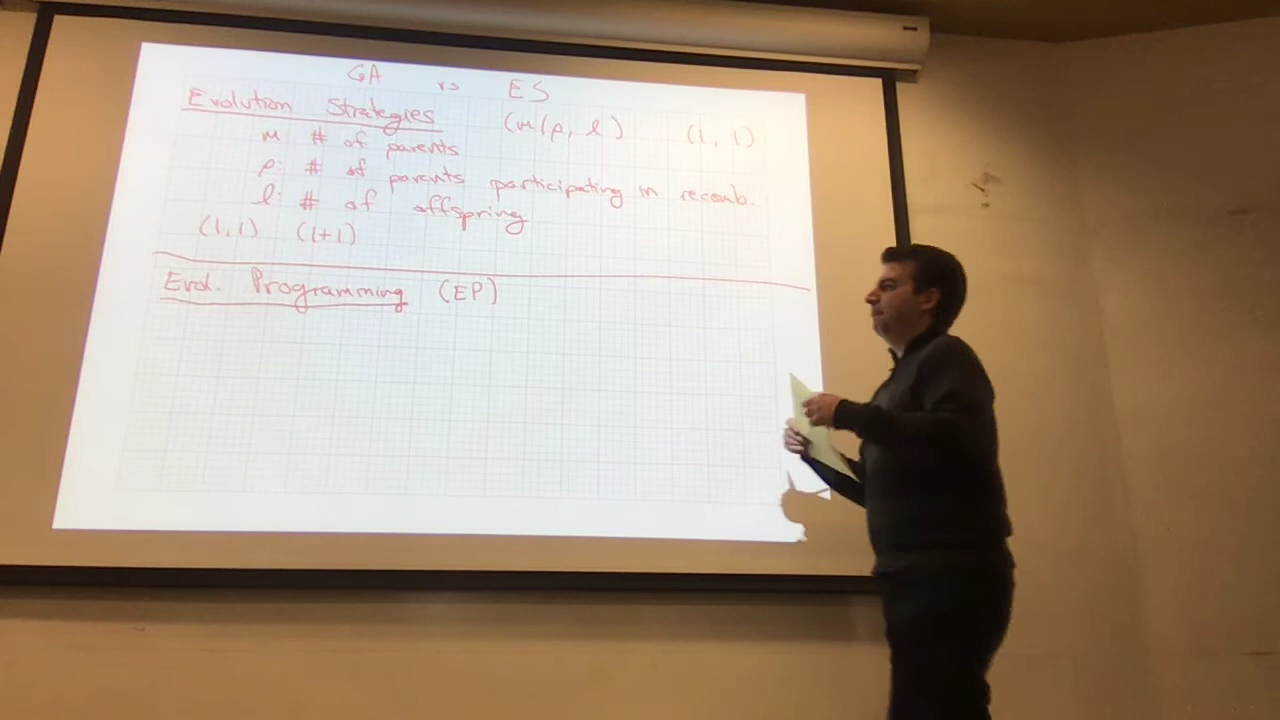 GA vs ES
Evolution Strategies (m/ρ, l) (1, 1)
m # of parents
ρ: # of parents participating in recomb.
l: # of offspring
(1,1) (1+1)
Evol. Programming (EP)